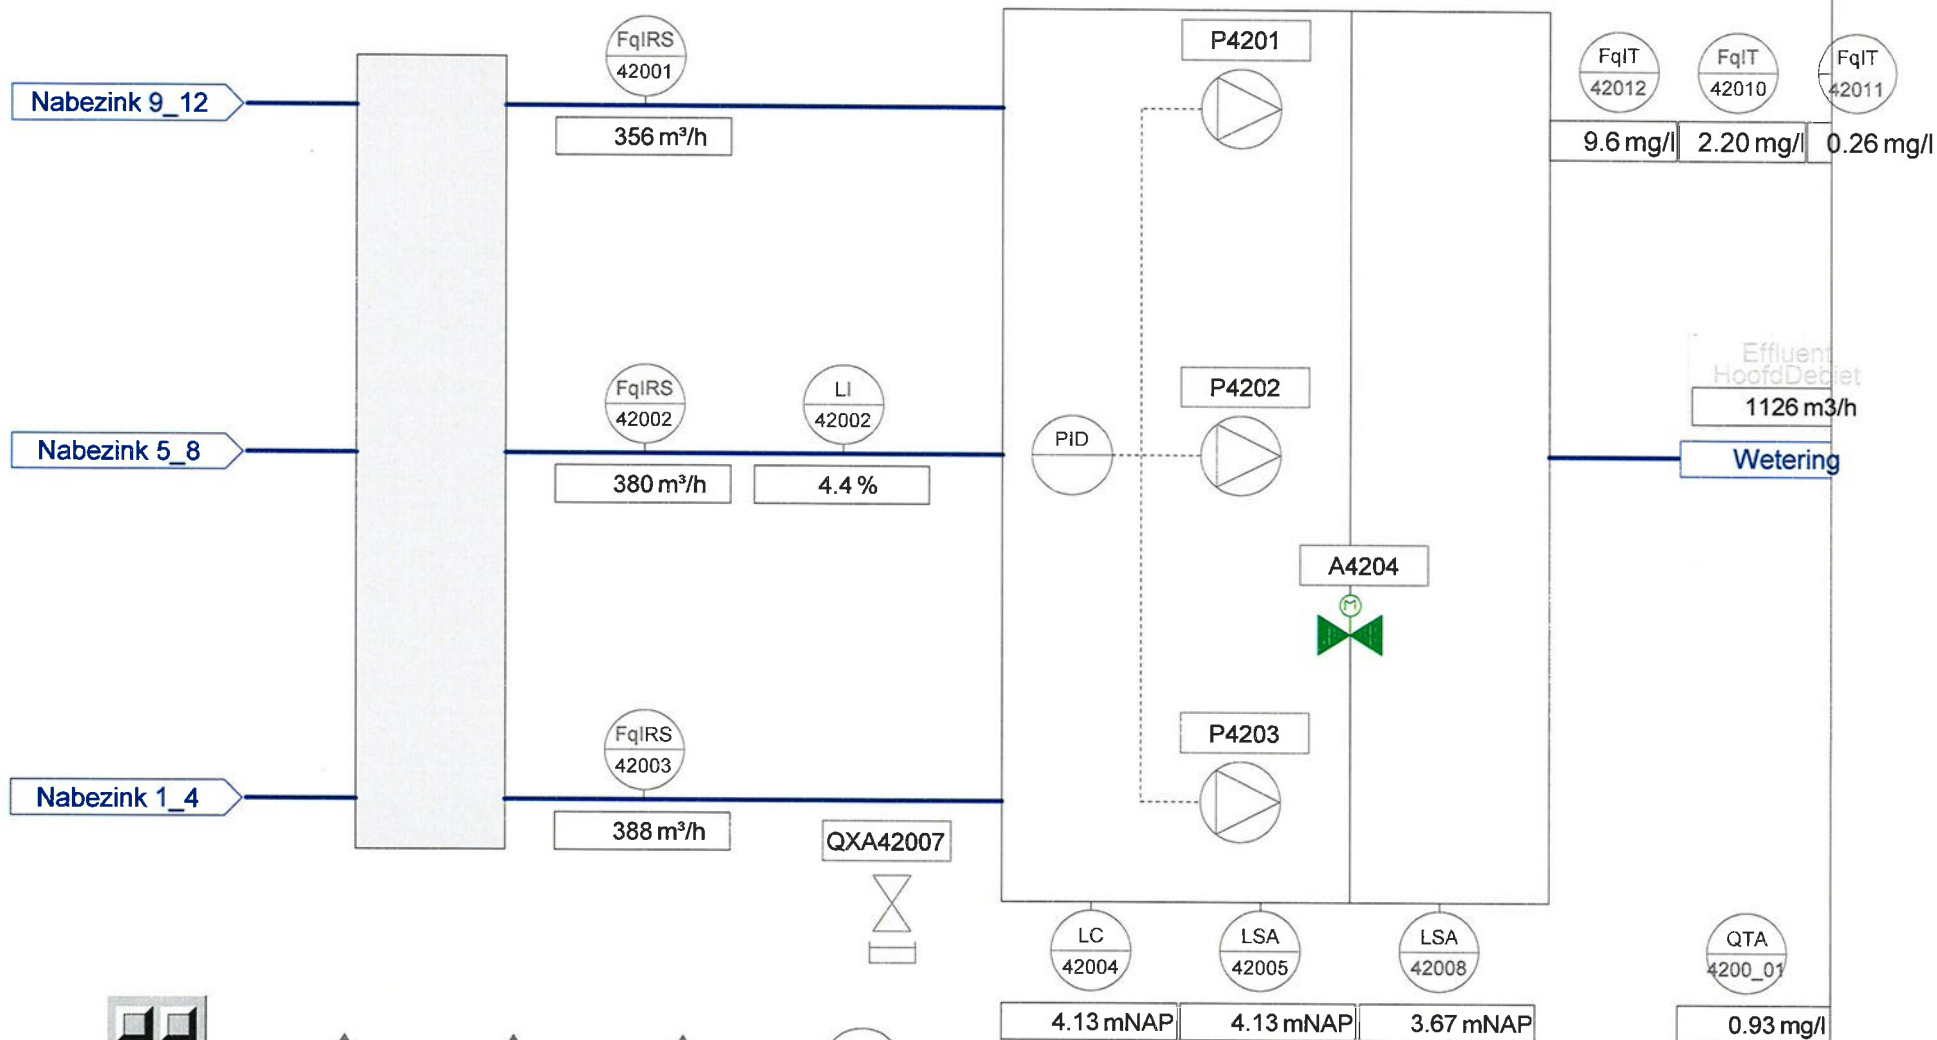 FqIRS
42001
P4201
FqIT
42012
FqIT
42010
FqIT
42011
Nabezink 9_12
356 m³/h
9.6 mg/l
2.20 mg/l
0.26 mg/l
Effluent
HoofdDebiet
1126 m3/h
FqIRS
42002
LI
42002
P4202
PID
Nabezink 5_8
380 m³/h
4.4 %
Wetering
A4204
M
FqIRS
42003
P4203
Nabezink 1_4
388 m³/h
QXA42007
LC
42004
LSA
42005
LSA
42008
QTA
4200_01
4.13 mNAP
4.13 mNAP
3.67 mNAP
0.93 mg/l